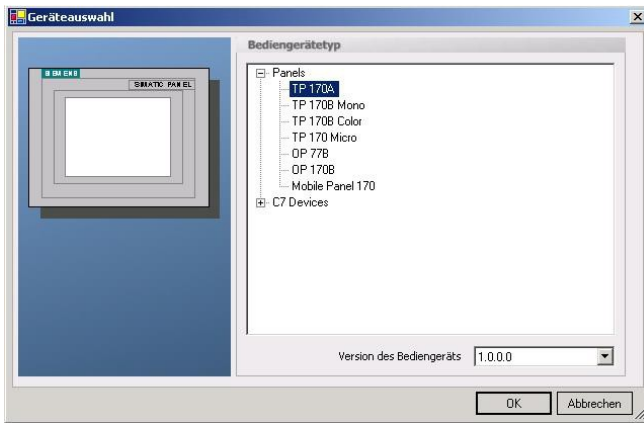 Geräteauswahl
SIEMENS
SIMATIC PANEL
Bediengerätetyp
Panels
TP 170A
TP 170B Mono
TP 170B Color
TP 170 Micro
OP 77B
OP 170B
Mobile Panel 170
C7 Devices
Version des Bediengeräts 1.0.0.0
OK Abbrechen